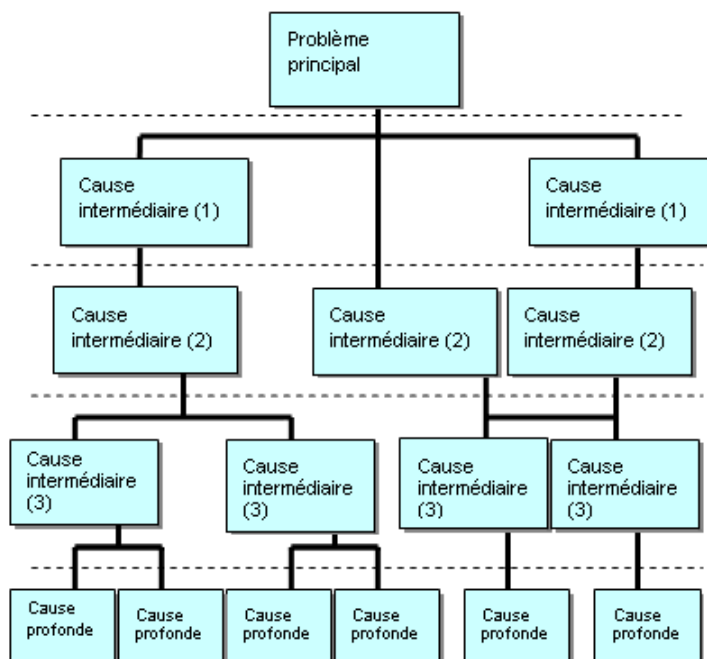 Problème
principal
Cause
intermédiaire (1)
Cause
intermédiaire (1)
Cause
intermédiaire (2)
Cause
intermédiaire (2)
Cause
intermédiaire (2)
Cause
intermédiaire
(3)
Cause
intermédiaire
(3)
Cause
intermédiaire
(3)
Cause
intermédiaire
(3)
Cause
profonde
Cause
profonde
Cause
profonde
Cause
profonde
Cause
profonde
Cause
profonde